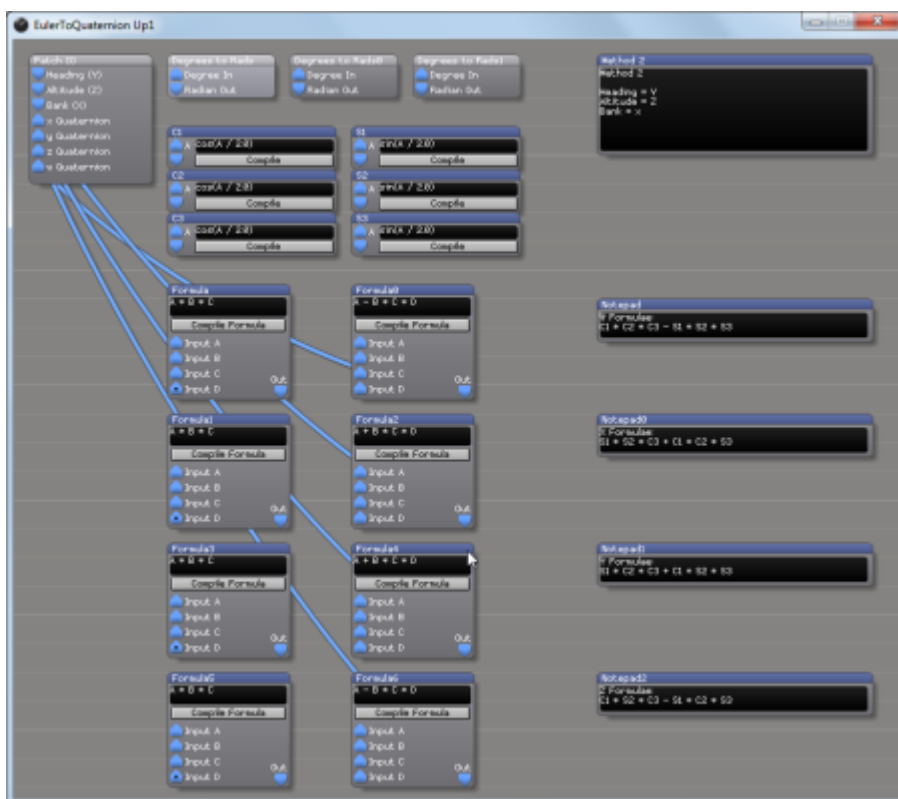 EulerToQuaternion Up1
Patch IO
Heading (Y)
Altitude (Z)
Bank (X)
x Quaternion
y Quaternion
z Quaternion
w Quaternion
Degrees to Rads
Degree In
Radian Out
Degrees to Rads0
Degree In
Radian Out
Degrees to Rads1
Degree In
Radian Out
Method 2
Method 2
Heading = Y
Altitude = Z
Bank = x
C1
A cos(A / 2.0)
Compile
S1
A sin(A / 2.0)
Compile
C2
A cos(A / 2.0)
Compile
S2
A sin(A / 2.0)
Compile
C3
A cos(A / 2.0)
Compile
S3
A sin(A / 2.0)
Compile
Formula
A * B * C
Compile Formula
Input A
Input B
Input C
Input D
Out
Formula0
A - B * C * D
Compile Formula
Input A
Input B
Input C
Input D
Out
Notepad
Formulae:
C1 * C2 * C3 - S1 * S2 * S3
Formula1
A * B * C
Compile Formula
Input A
Input B
Input C
Input D
Out
Formula2
A + B * C * D
Compile Formula
Input A
Input B
Input C
Input D
Out
Notepad0
X Formulae:
S1 * S2 * C3 + C1 * C2 * S3
Formula3
A * B * C
Compile Formula
Input A
Input B
Input C
Input D
Out
Formula4
A + B * C * D
Compile Formula
Input A
Input B
Input C
Input D
Out
Notepad1
Y Formulae:
S1 * C2 * C3 + C1 * S2 * S3
Formula5
A * B * C
Compile Formula
Input A
Input B
Input C
Input D
Out
Formula6
A - B * C * D
Compile Formula
Input A
Input B
Input C
Input D
Out
Notepad2
Z Formulae:
C1 * S2 * C3 - S1 * C2 * S3